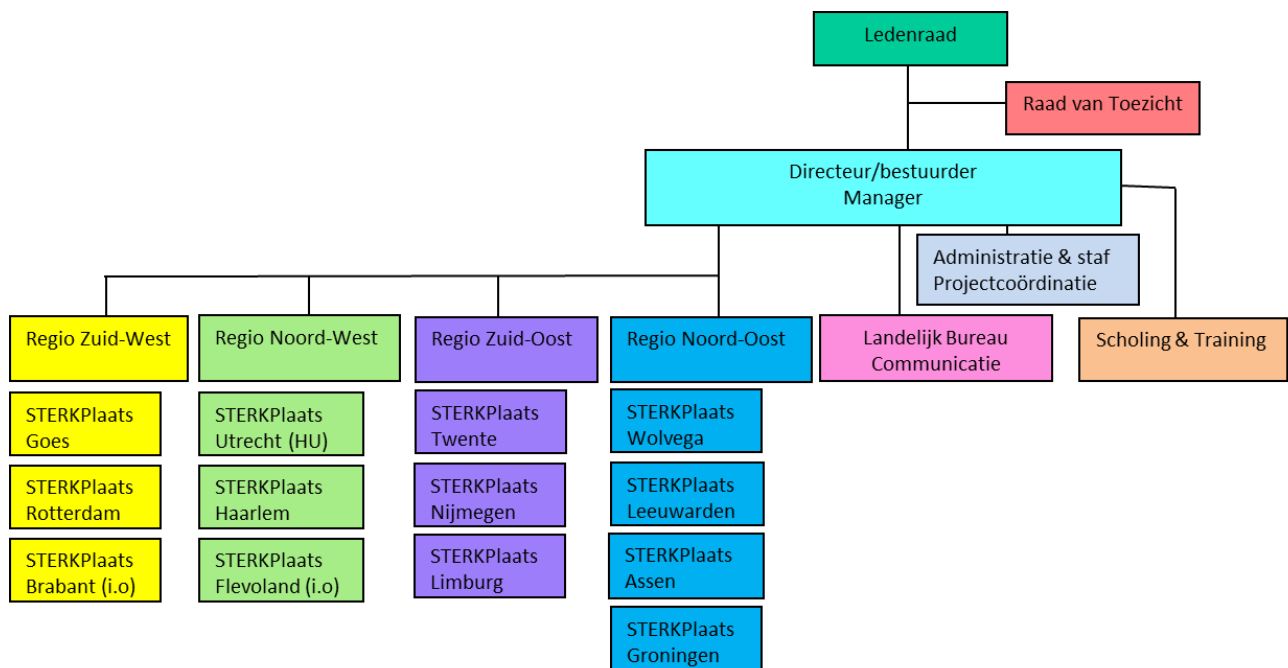 Ledenraad
Raad van Toezicht
Directeur/bestuurder
Manager
Administratie & staf
Projectcoördinatie
Regio Zuid-West
Regio Noord-West
Regio Zuid-Oost
Regio Noord-Oost
Landelijk Bureau
Communicatie
Scholing & Training
STERKPlaats
Goes
STERKPlaats
Utrecht (HU)
STERKPlaats
Twente
STERKPlaats
Wolvega
STERKPlaats
Rotterdam
STERKPlaats
Haarlem
STERKPlaats
Nijmegen
STERKPlaats
Leeuwarden
STERKPlaats
Brabant (i.o)
STERKPlaats
Flevoland (i.o)
STERKPlaats
Limburg
STERKPlaats
Assen
STERKPlaats
Groningen